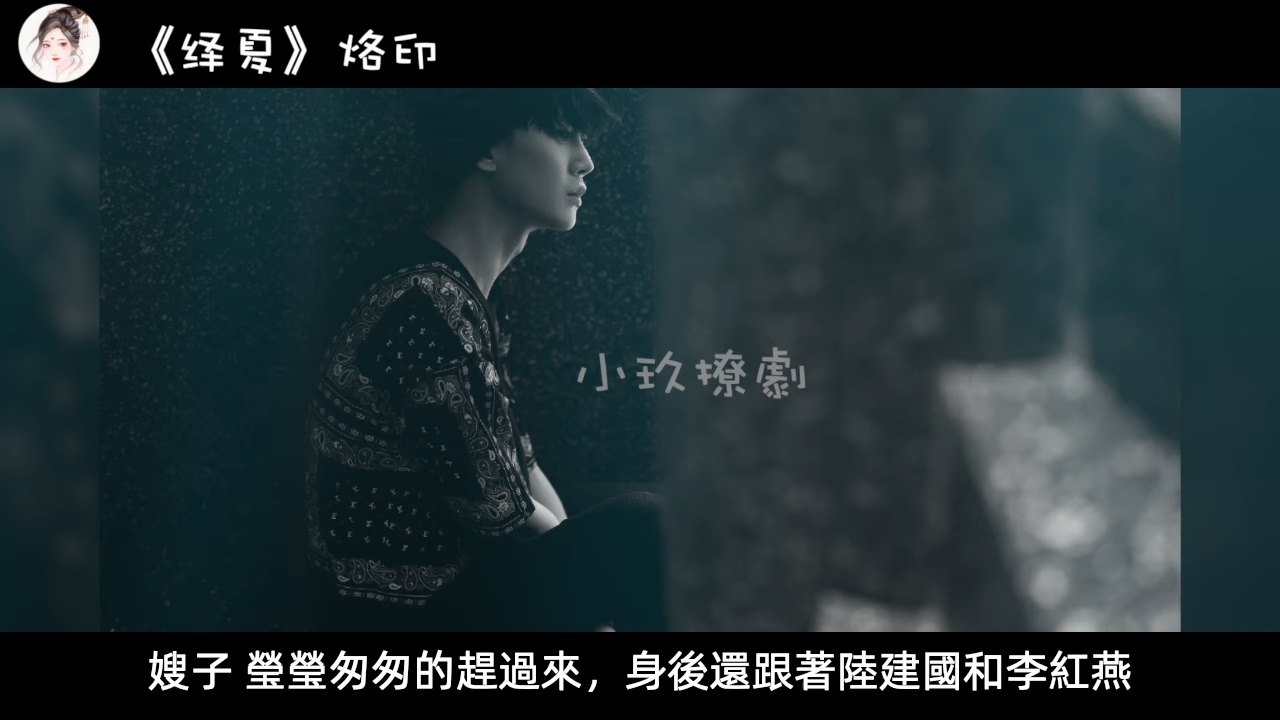 《绎夏》烙印
小玖撩劇
嫂子 瑩瑩匆匆的趕過來，身後還跟著陸建國和李紅燕